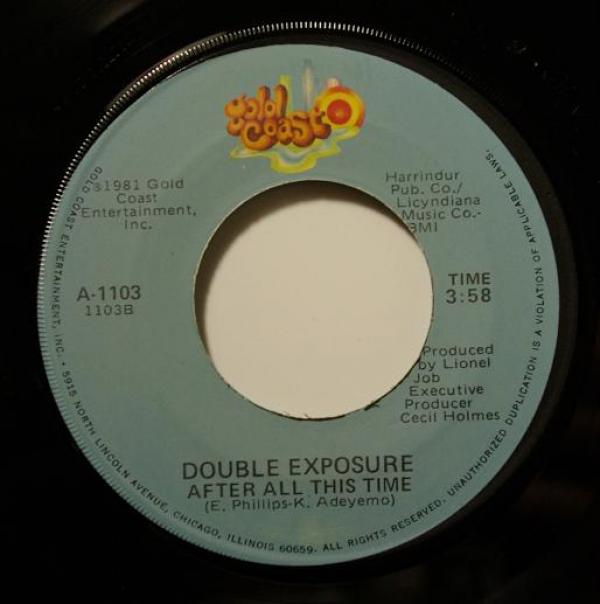 gold
coast
℗1981 Gold
Coast
Entertainment,
Inc.
Harrindur
Pub. Co./
Licyndiana
Music Co.-
BMI
A-1103
1103B
TIME
3:58
Produced
by Lionel
Job
Executive
Producer
Cecil Holmes
DOUBLE EXPOSURE
AFTER ALL THIS TIME
(E. Phillips-K. Adeyemo)
GOLD COAST ENTERTAINMENT, INC. • 5915 NORTH LINCOLN AVENUE, CHICAGO, ILLINOIS 60659. ALL RIGHTS RESERVED. UNAUTHORIZED DUPLICATION IS A VIOLATION OF APPLICABLE LAWS.